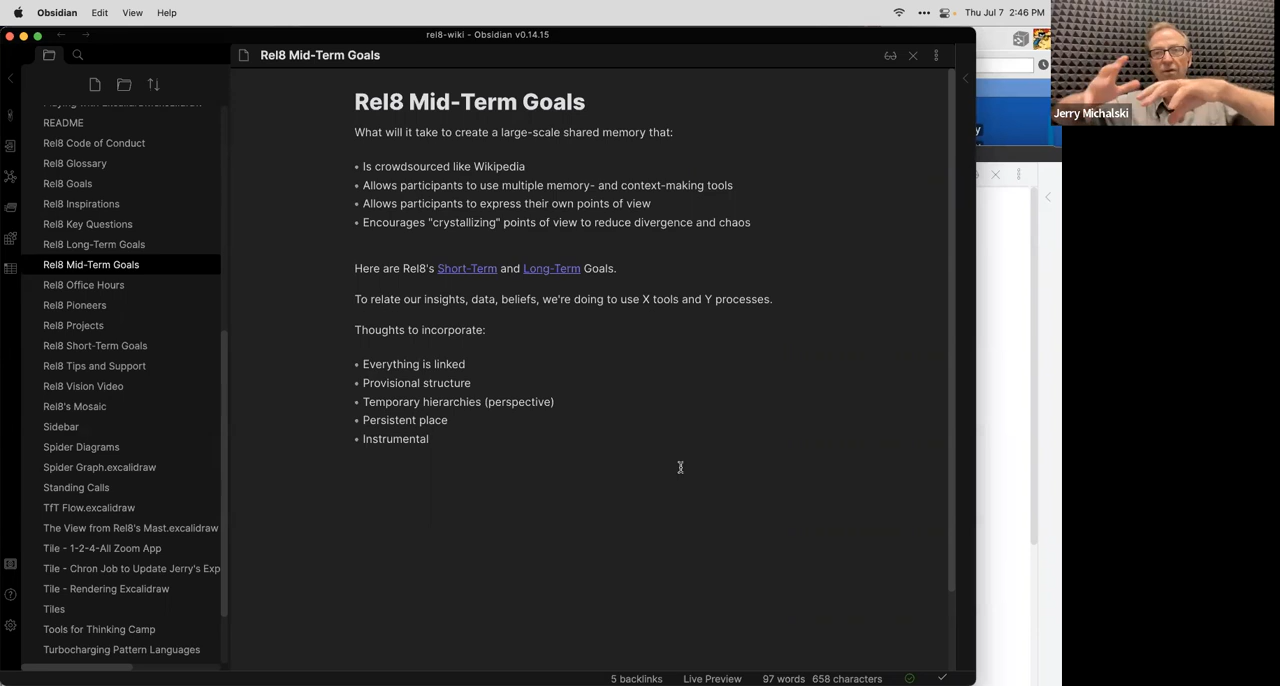 Obsidian Edit View Help
Thu Jul 7 2:46 PM
rel8-wiki - Obsidian v0.14.15
Rel8 Mid-Term Goals
README
Rel8 Code of Conduct
Rel8 Glossary
Rel8 Goals
Rel8 Inspirations
Rel8 Key Questions
Rel8 Long-Term Goals
Rel8 Mid-Term Goals
Rel8 Office Hours
Rel8 Pioneers
Rel8 Projects
Rel8 Short-Term Goals
Rel8 Tips and Support
Rel8 Vision Video
Rel8's Mosaic
Sidebar
Spider Diagrams
Spider Graph.excalidraw
Standing Calls
TfT Flow.excalidraw
The View from Rel8's Mast.excalidraw
Tile - 1-2-4-All Zoom App
Tile - Chron Job to Update Jerry's Exp
Tile - Rendering Excalidraw
Tiles
Tools for Thinking Camp
Turbocharging Pattern Languages
Rel8 Mid-Term Goals
What will it take to create a large-scale shared memory that:
• Is crowdsourced like Wikipedia
• Allows participants to use multiple memory- and context-making tools
• Allows participants to express their own points of view
• Encourages "crystallizing" points of view to reduce divergence and chaos
Here are Rel8's Short-Term and Long-Term Goals.
To relate our insights, data, beliefs, we're doing to use X tools and Y processes.
Thoughts to incorporate:
• Everything is linked
• Provisional structure
• Temporary hierarchies (perspective)
• Persistent place
• Instrumental
5 backlinks Live Preview 97 words 658 characters
Jerry Michalski